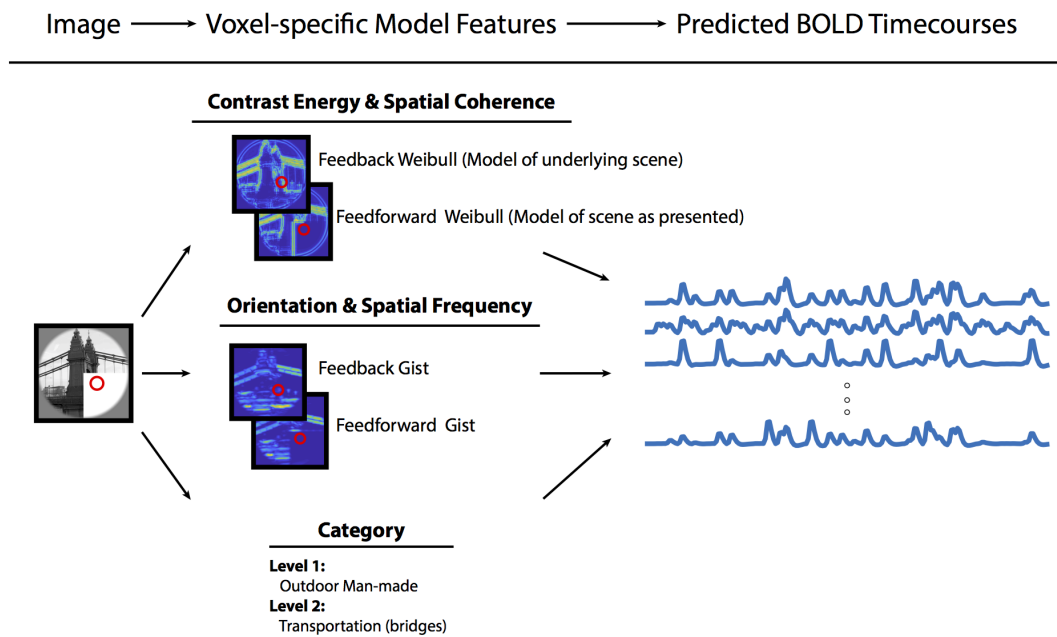 Image
Voxel-specific Model Features
Predicted BOLD Timecourses
Contrast Energy & Spatial Coherence
Feedback Weibull (Model of underlying scene)
Feedforward Weibull (Model of scene as presented)
Orientation & Spatial Frequency
Feedback Gist
Feedforward Gist
Category
Level 1:
Outdoor Man-made
Level 2:
Transportation (bridges)